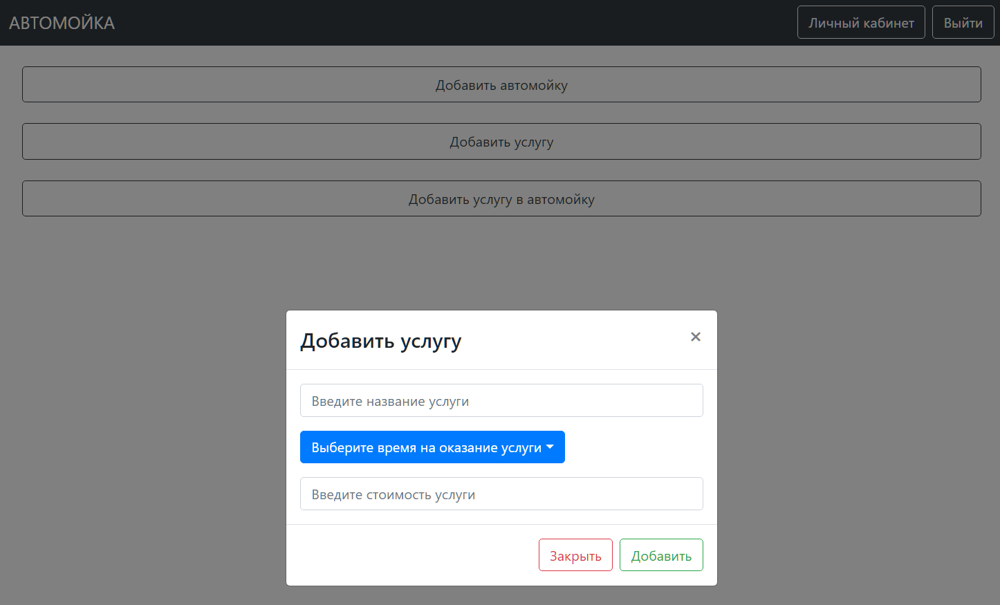 АВТОМОЙКА
Личный кабинет
Выйти
Добавить автомойку
Добавить услугу
Добавить услугу в автомойку
Добавить услугу
×
Введите название услуги
Выберите время на оказание услуги
Введите стоимость услуги
Закрыть
Добавить